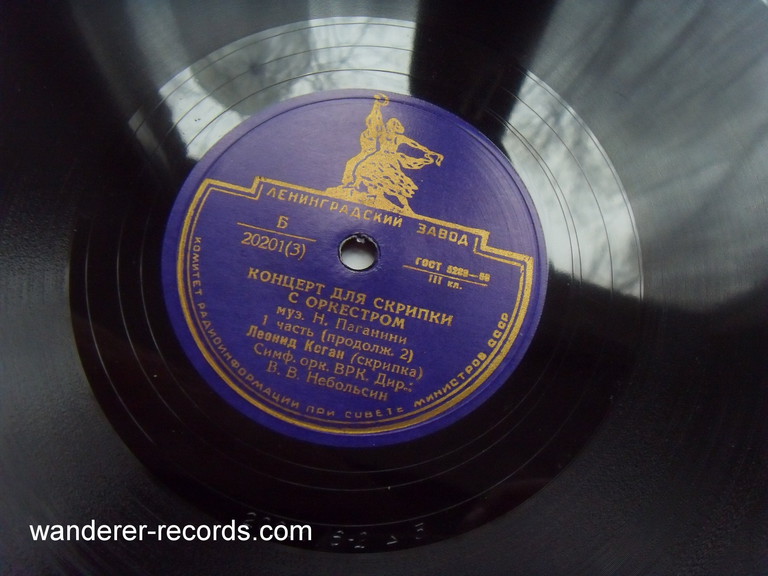 ЛЕНИНГРАДСКИЙ ЗАВОД
Б
20201(3)
ГОСТ 5289-50
III кл.
КОНЦЕРТ ДЛЯ СКРИПКИ
С ОРКЕСТРОМ
муз. Н. Паганини
1 часть (продолж. 2)
Леонид Коган (скрипка)
Симф. орк. ВРК. Дир.:
В. В. Небольсин
КОМИТЕТ РАДИОИНФОРМАЦИИ ПРИ СОВЕТЕ МИНИСТРОВ СССР
wanderer-records.com